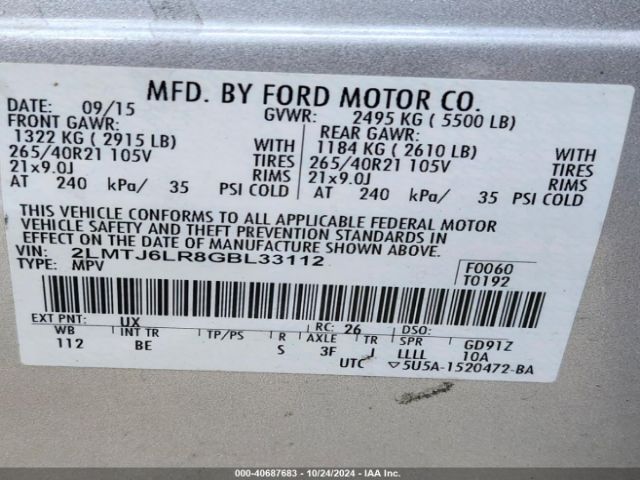 MFD. BY FORD MOTOR CO.
DATE: 09/15 GVWR: 2495 KG ( 5500 LB)
FRONT GAWR: REAR GAWR:
1322 KG ( 2915 LB) WITH 1184 KG ( 2610 LB) WITH
265/40R21 105V TIRES 265/40R21 105V TIRES
21x9.0J RIMS 21x9.0J RIMS
AT 240 kPa/ 35 PSI COLD AT 240 kPa/ 35 PSI COLD
THIS VEHICLE CONFORMS TO ALL APPLICABLE FEDERAL MOTOR
VEHICLE SAFETY AND THEFT PREVENTION STANDARDS IN
EFFECT ON THE DATE OF MANUFACTURE SHOWN ABOVE.
VIN: 2LMTJ6LR8GBL33112
TYPE: MPV
F0060
T0192
EXT PNT: UX RC: 26 DSO:
WB INT TR TP/PS R AXLE TR SPR GD91Z
112 BE S 3F J LLLL 10A
UTC ▽5U5A-1520472-BA
Stock No: 000-40687683 - 10/24/2024 - IAA Inc.